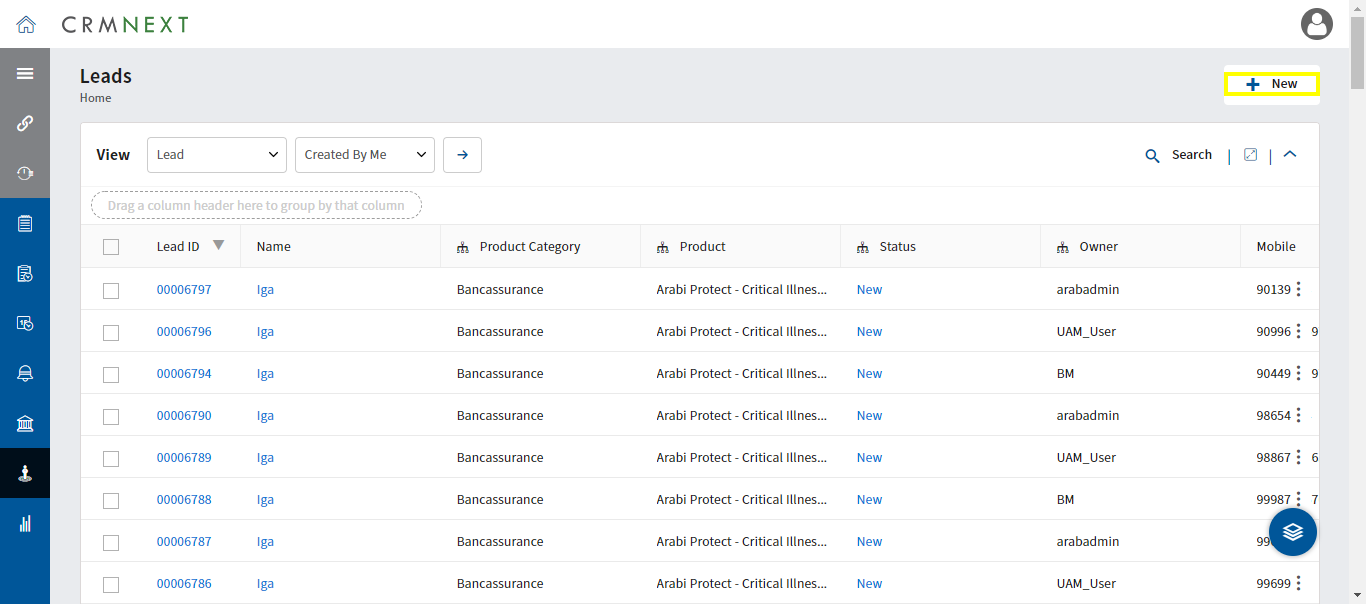 CRMNEXT
Leads
Home
New
View Lead Created By Me Search
Drag a column header here to group by that column
Lead ID Name Product Category Product Status Owner Mobile
00006797 Iga Bancassurance Arabi Protect - Critical Illnes... New arabadmin 90139
00006796 Iga Bancassurance Arabi Protect - Critical Illnes... New UAM_User 90996 9
00006794 Iga Bancassurance Arabi Protect - Critical Illnes... New BM 90449 9
00006790 Iga Bancassurance Arabi Protect - Critical Illnes... New arabadmin 98654
00006789 Iga Bancassurance Arabi Protect - Critical Illnes... New UAM_User 98867 6
00006788 Iga Bancassurance Arabi Protect - Critical Illnes... New BM 99987 7
00006787 Iga Bancassurance Arabi Protect - Critical Illnes... New arabadmin
00006786 Iga Bancassurance Arabi Protect - Critical Illnes... New UAM_User 99699